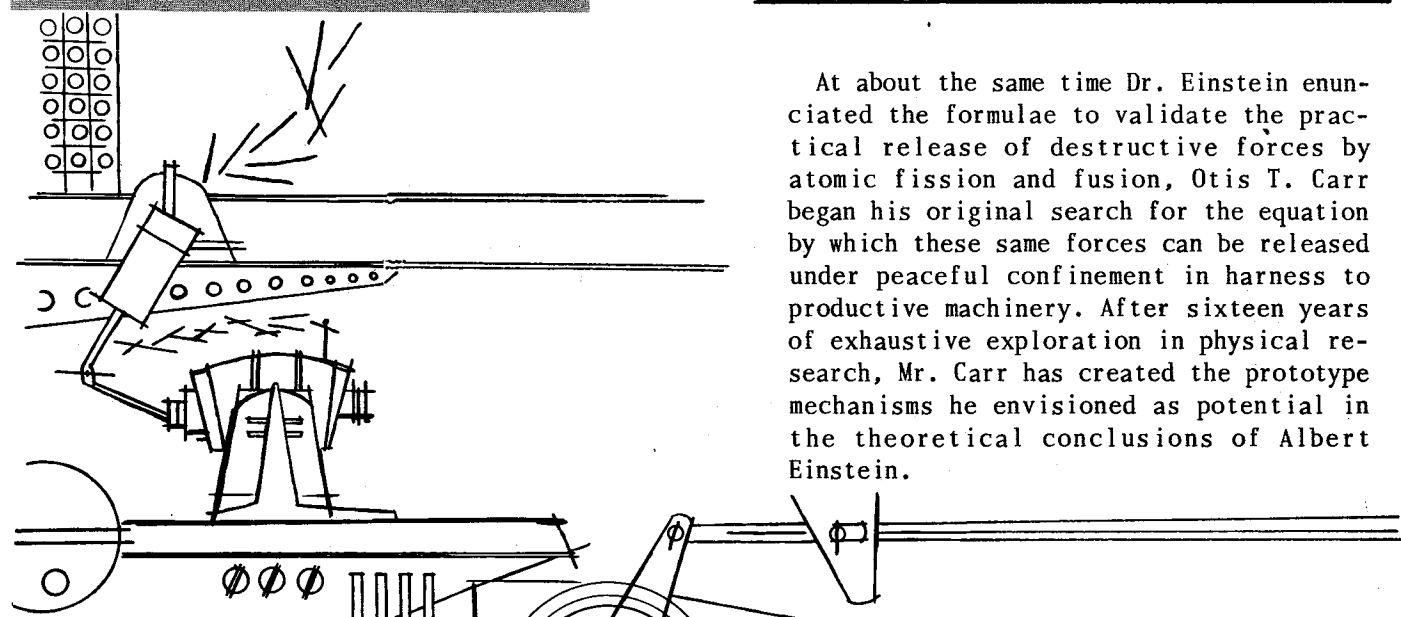 At about the same time Dr. Einstein enun-
ciated the formulae to validate the prac-
tical release of destructive forces by
atomic fission and fusion, Otis T. Carr
began his original search for the equation
by which these same forces can be released
under peaceful confinement in harness to
productive machinery. After sixteen years
of exhaustive exploration in physical re-
search, Mr. Carr has created the prototype
mechanisms he envisioned as potential in
the theoretical conclusions of Albert
Einstein.